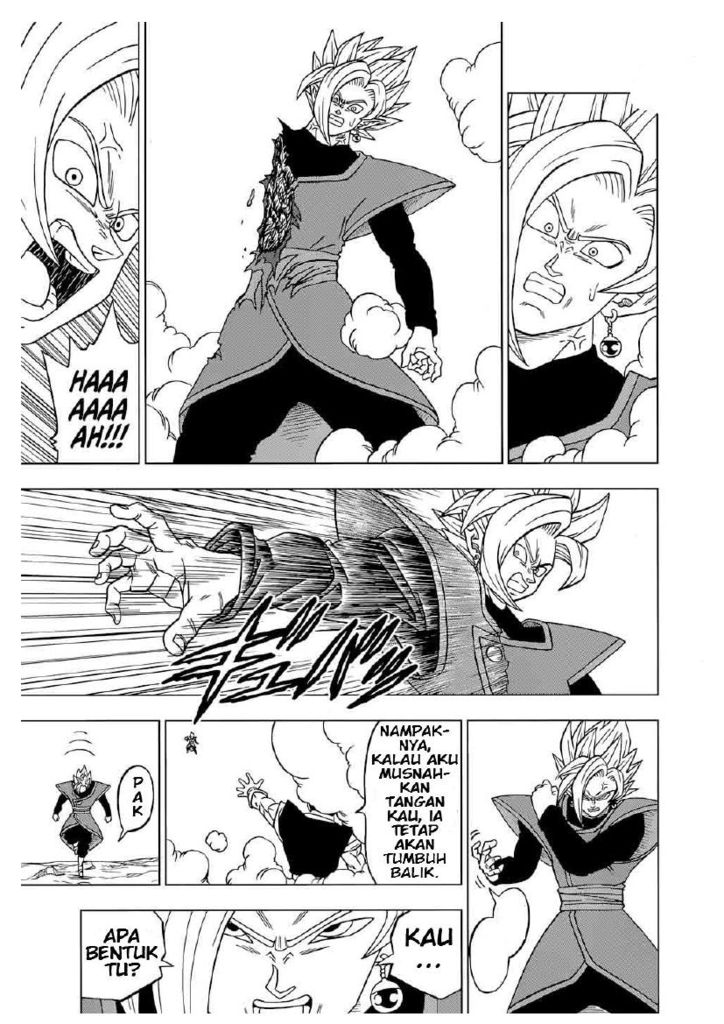 HAAA
AAAA
AH!!!
NAMPAK-
NYA,
KALAU AKU
MUSNAH-
KAN
TANGAN
KAU, IA
TETAP
AKAN
TUMBUH
BALIK.
P
A
K
KAU
...
APA
BENTUK
TU?